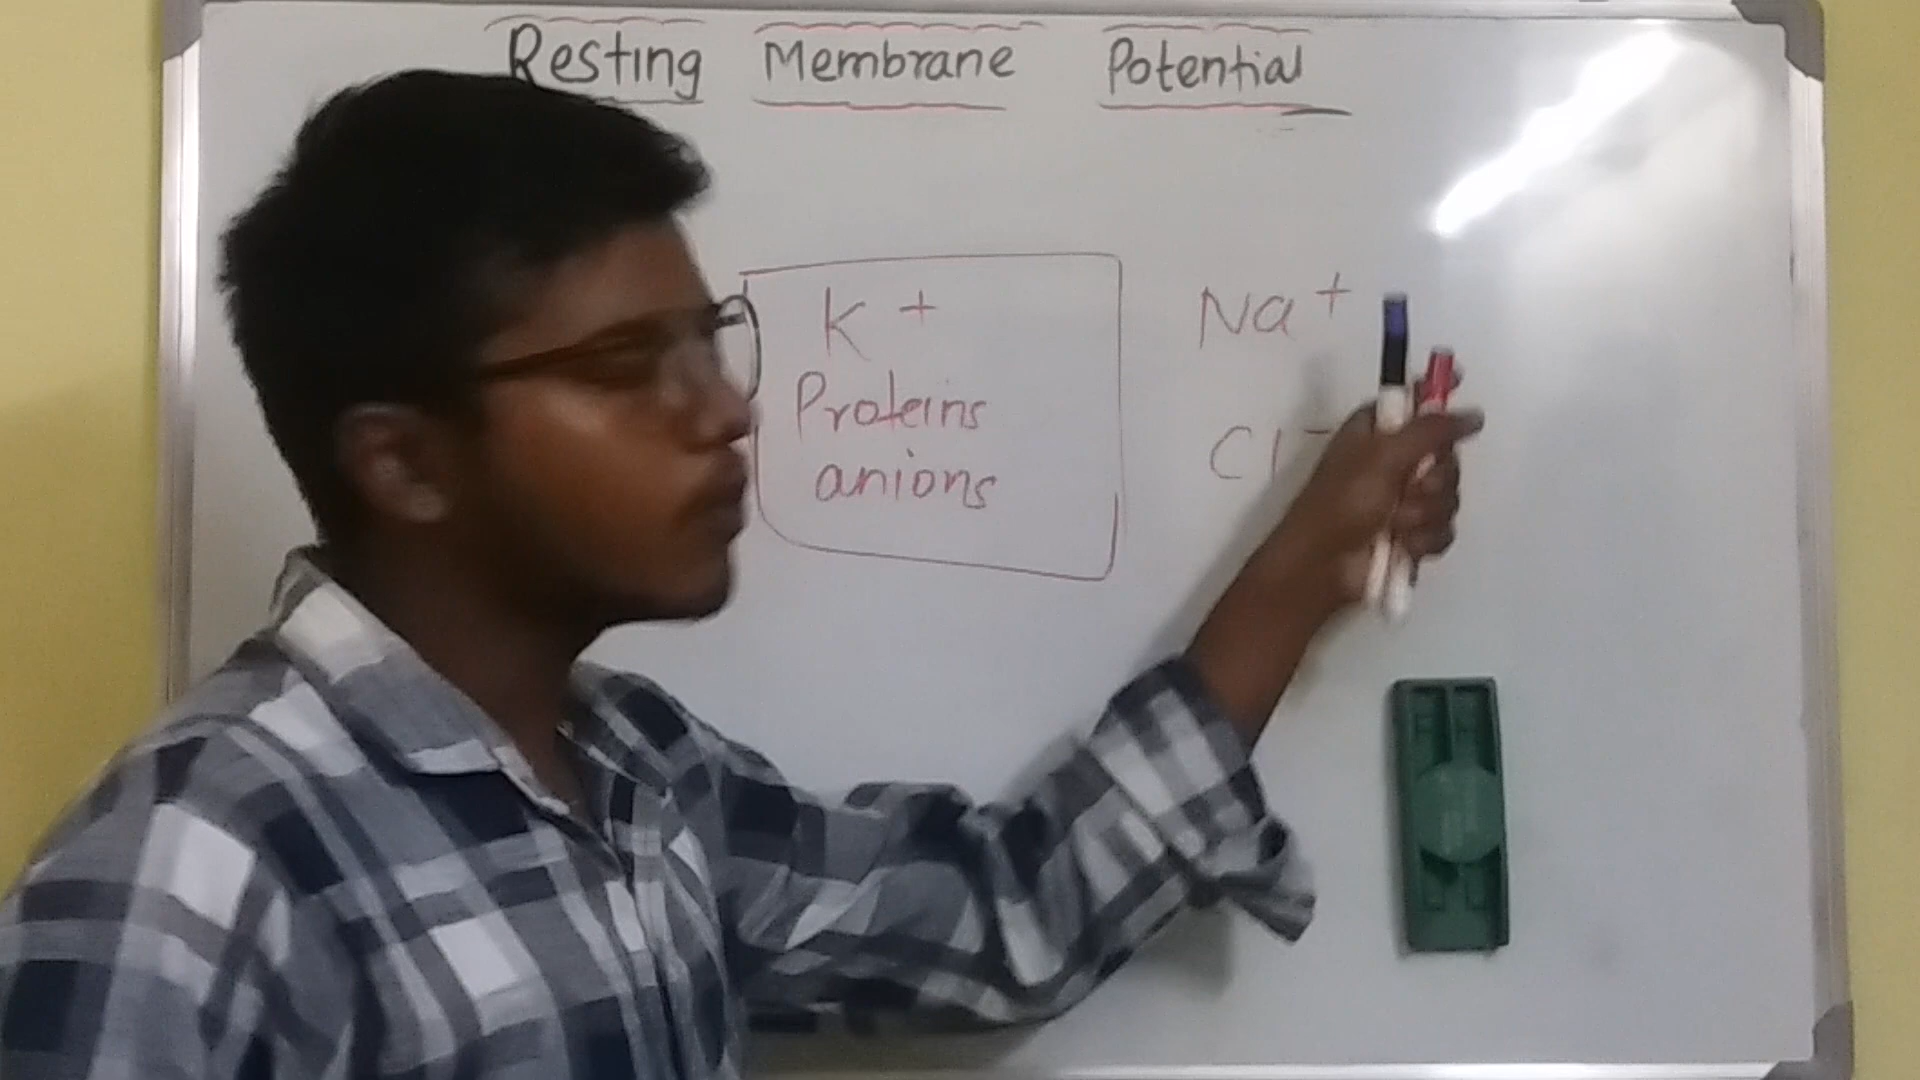 Resting Membrane Potential
K+ Na+
Proteins
Cl-
anions